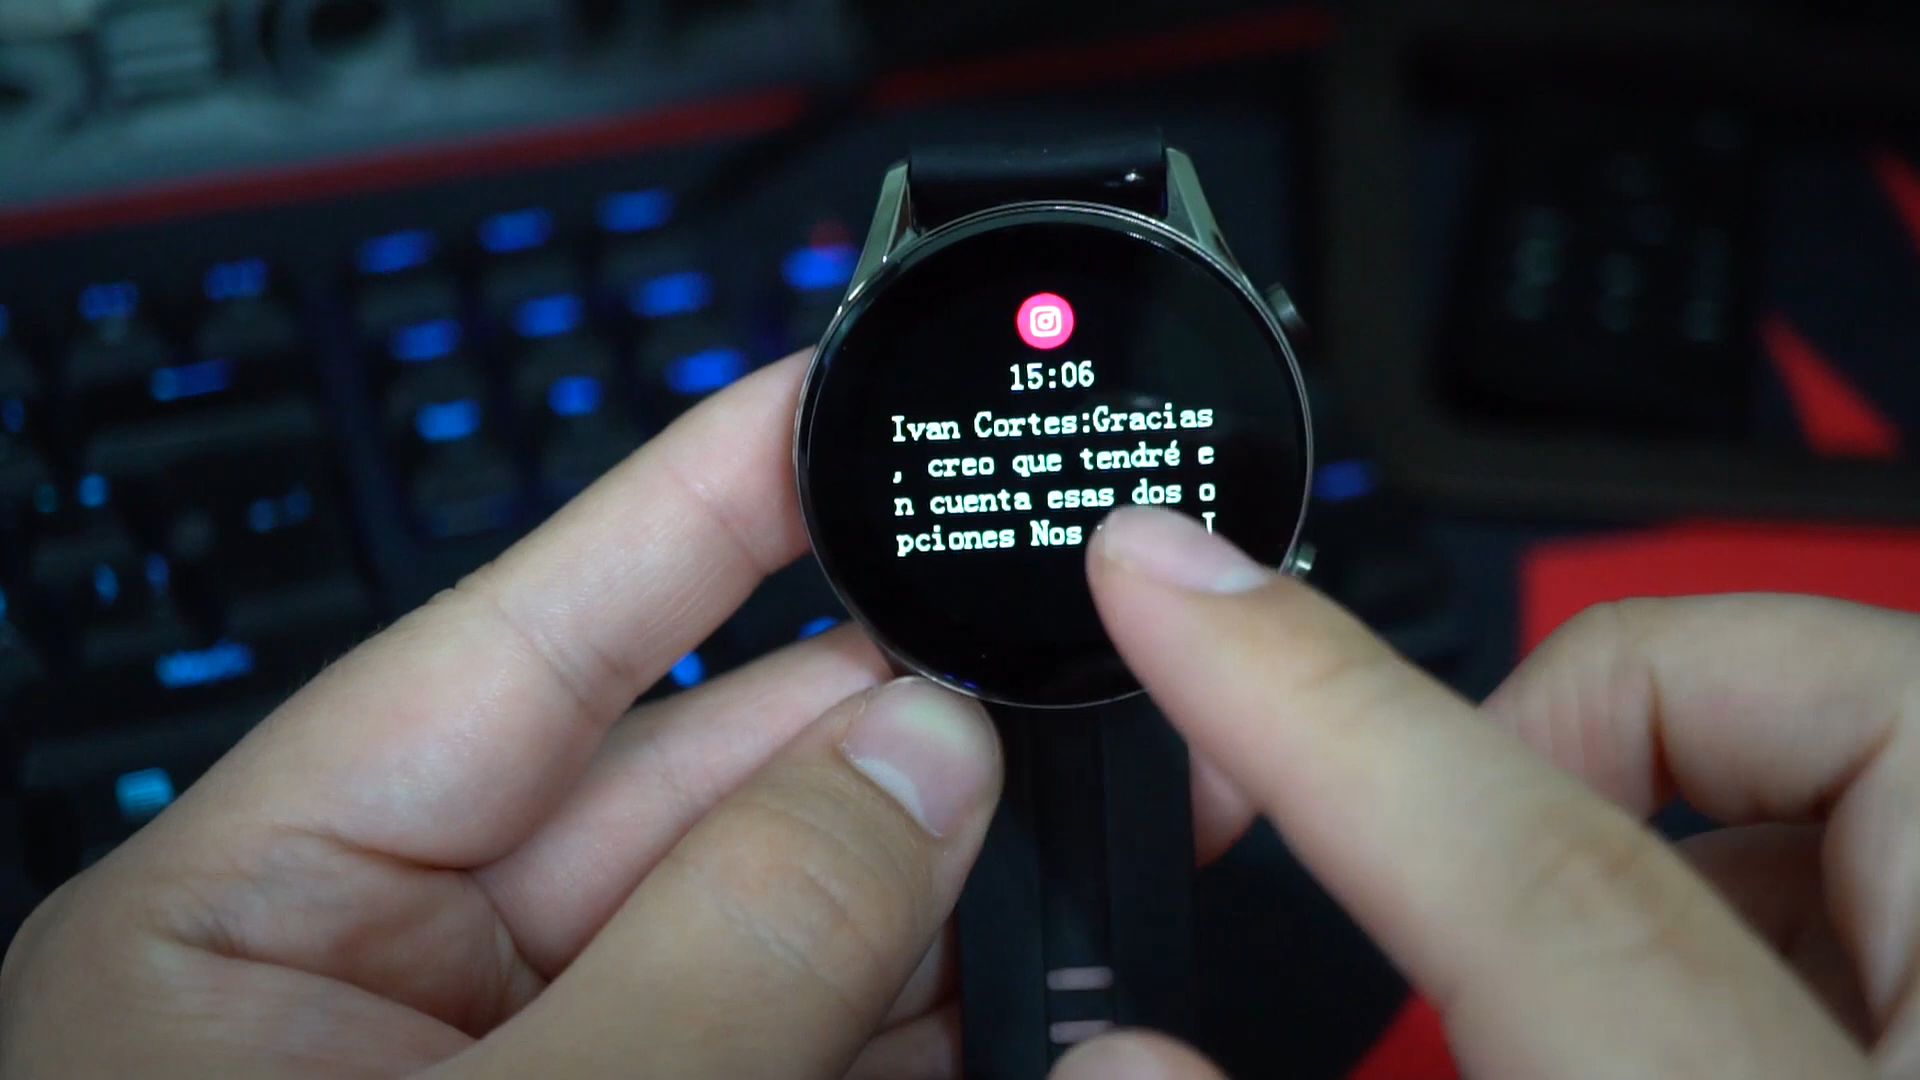 15:06
Ivan Cortes:Gracias
, creo que tendré e
n cuenta esas dos o
pciones Nos